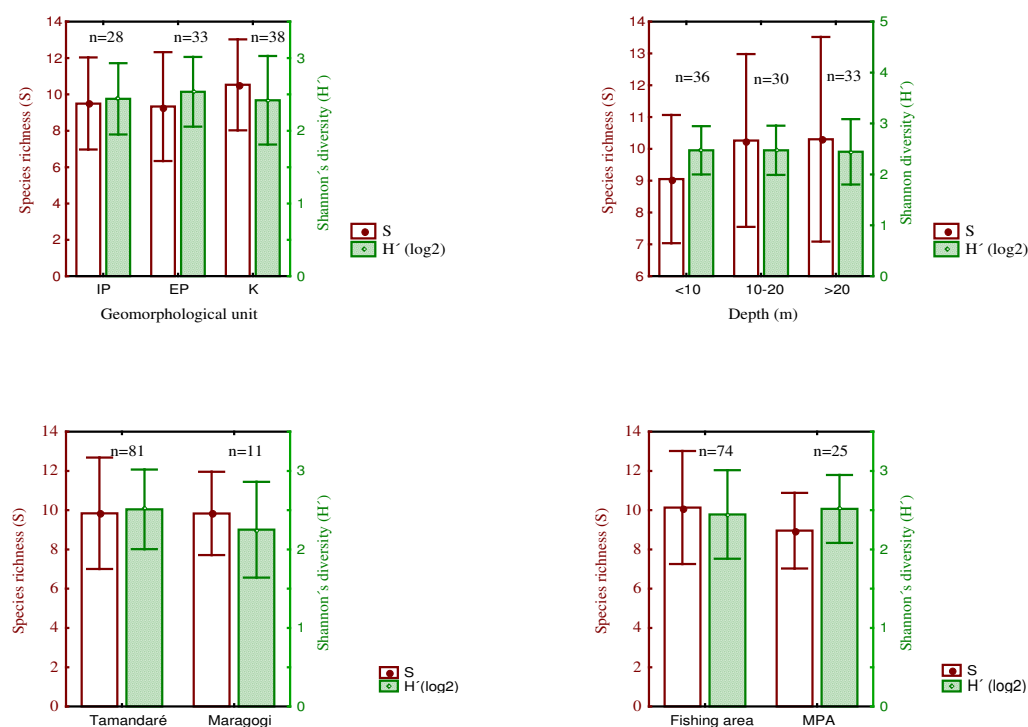 14
12
10
8
6
4
2
0
Species richness (S)
n=28
n=33
n=38
3
2
1
0
Shannon´s diversity (H´)
IP
EP
K
Geomorphological unit
S
H´ (log2)
14
13
12
11
10
9
8
7
6
Species richness (S)
n=36
n=30
n=33
5
4
3
2
1
0
Shannon diversity (H´)
<10
10-20
>20
Depth (m)
S
H´ (log2)
14
12
10
8
6
4
2
0
Species richness (S)
n=81
n=11
3
2
1
0
Shannon´s diversity (H´)
Tamandaré
Maragogi
S
H´(log2)
14
12
10
8
6
4
2
0
Species richness (S)
n=74
n=25
3
2
1
0
Shannon´s diversity (H´)
Fishing area
MPA
S
H´ (log2)